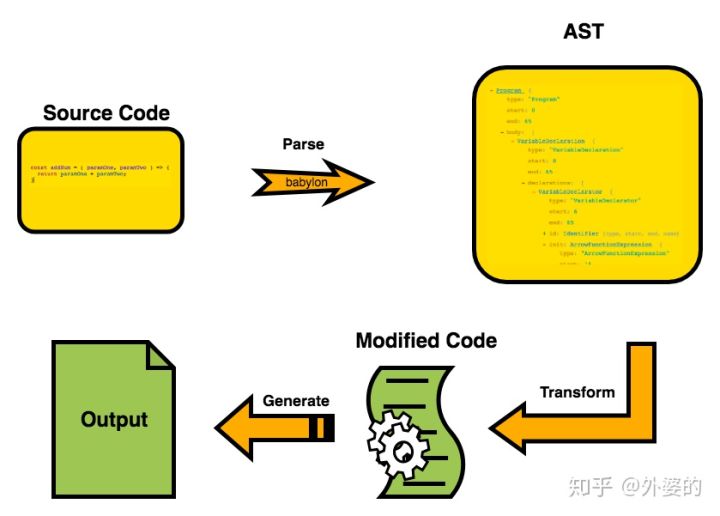 AST
Source Code
const addNum = ( paramOne, paramTwo ) => {
return paramOne + paramTwo;
}
Parse
babylon
- Program {
type: "Program"
start: 0
end: 65
- body: [
- VariableDeclaration {
type: "VariableDeclaration"
start: 0
end: 65
- declarations: [
- VariableDeclarator {
type: "VariableDeclarator"
start: 6
end: 65
+ id: Identifier {type, start, end, name}
- init: ArrowFunctionExpression {
type: "ArrowFunctionExpression"
Modified Code
Output
Generate
Transform
知乎 @外婆的